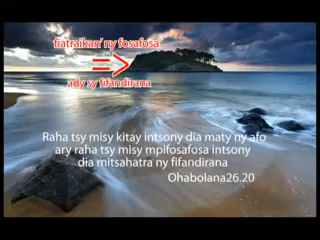 fiatraikan' ny fosafosa
=>
ady sy fifandirana
Raha tsy misy kitay intsony dia maty ny afo
ary raha tsy misy mpifosafosa intsony
dia mitsahatra ny fifandirana
Ohabolana26.20